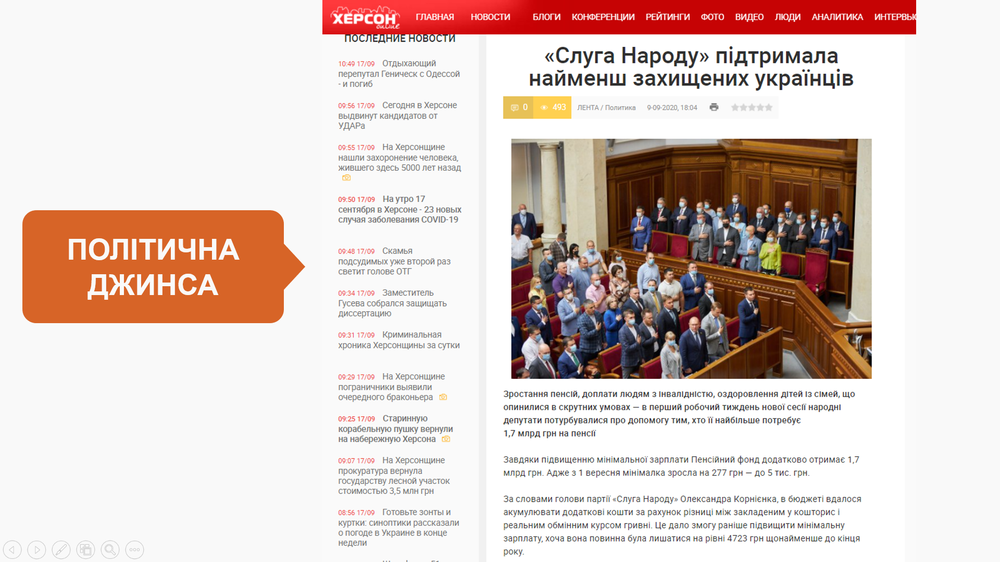 ХЕРСОН
online
ГЛАВНАЯ НОВОСТИ БЛОГИ КОНФЕРЕНЦИИ РЕЙТИНГИ ФОТО ВИДЕО ЛЮДИ АНАЛИТИКА ИНТЕРВЬЮ
ПОЛІТИЧНА
ДЖИНСА
ПОСЛЕДНИЕ НОВОСТИ
10:49 17/09 Отдыхающий
перепутал Геническ с Одессой
- и погиб
09:56 17/09 Сегодня в Херсоне
выдвинут кандидатов от
УДАРа
09:55 17/09 На Херсонщине
нашли захоронение человека,
жившего здесь 5000 лет назад
09:50 17/09 На утро 17
сентября в Херсоне - 23 новых
случая заболевания COVID-19
09:48 17/09 Скамья
подсудимых уже второй раз
светит голове ОТГ
09:34 17/09 Заместитель
Гусева собрался защищать
диссертацию
09:31 17/09 Криминальная
хроника Херсонщины за сутки
09:29 17/09 На Херсонщине
пограничники выявили
очередного браконьера
09:25 17/09 Старинную
корабельную пушку вернули
на набережную Херсона
09:07 17/09 На Херсонщине
прокуратура вернула
государству лесной участок
стоимостью 3,5 млн грн
08:56 17/09 Готовьте зонты и
куртки: синоптики рассказали
о погоде в Украине в конце
недели
«Слуга Народу» підтримала
найменш захищених українців
0 493 ЛЕНТА / Политика 9-09-2020, 18:04
Зростання пенсій, доплати людям з інвалідністю, оздоровлення дітей із сімей, що
опинилися в скрутних умовах — в перший робочий тиждень нової сесії народні
депутати потурбувалися про допомогу тим, хто її найбільше потребує
1,7 млрд грн на пенсії
Завдяки підвищенню мінімальної зарплати Пенсійний фонд додатково отримає 1,7
млрд грн. Адже з 1 вересня мінімалка зросла на 277 грн — до 5 тис. грн.
За словами голови партії «Слуга Народу» Олександра Корнієнка, в бюджеті вдалося
акумулювати додаткові кошти за рахунок різниці між закладеним у кошторис і
реальним обмінним курсом гривні. Це дало змогу раніше підвищити мінімальну
зарплату, хоча вона повинна була лишатися на рівні 4723 грн щонайменше до кінця
року.